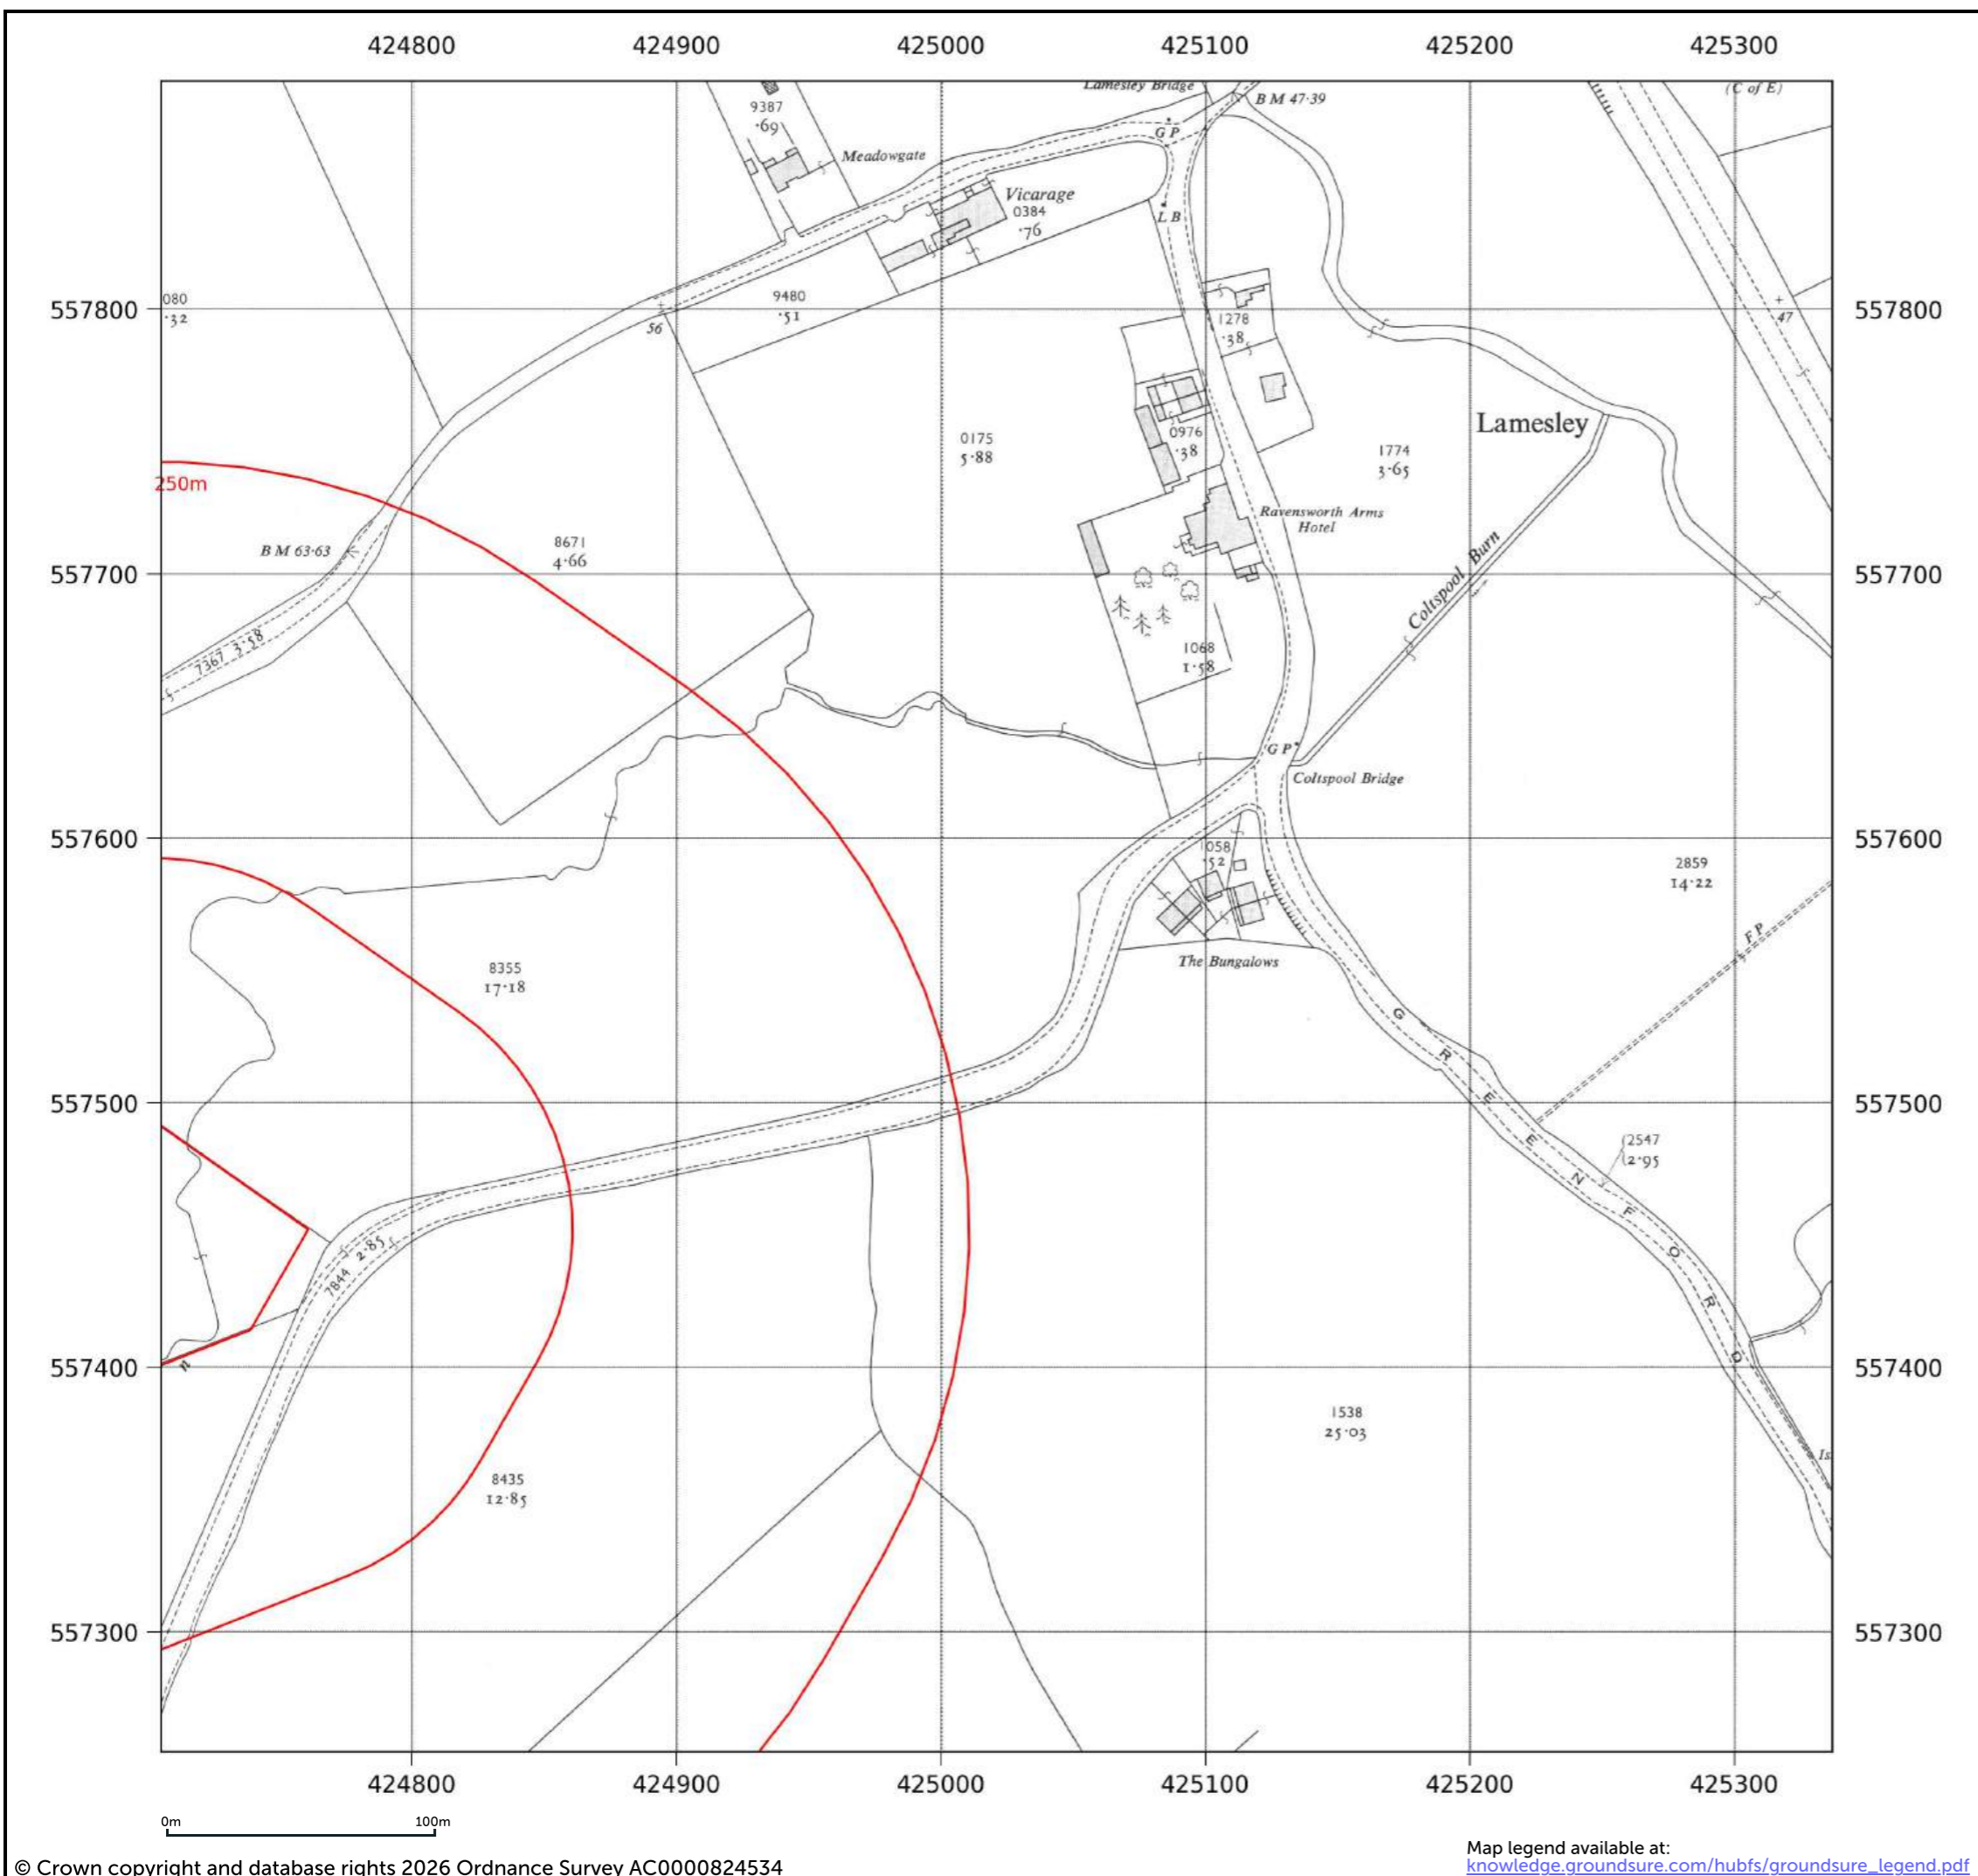 424800 424900 425000 425100 425200 425300
Lamesley Bridge
(C of E)
9387
·69
B M 47·39
G P
Meadowgate
Vicarage
0384
·76
L B
080
·32
9480
·51
56
557800
557800
1278
·38
47
Lamesley
0175
5·88
0976
·38
1774
3·65
250m
Ravensworth Arms
Hotel
B M 63·63
8671
4·66
Coltspool Burn
557700
557700
7367 3·58
1068
1·58
G P
Coltspool Bridge
557600
557600
1058
·52
2859
14·22
F P
The Bungalows
8355
17·18
GREENFORD
557500
557500
2547
2·95
7844 2·85
n
557400
557400
1538
25·03
Is
8435
12·85
557300
557300
424800 424900 425000 425100 425200 425300
0m 100m
Map legend available at:
knowledge.groundsure.com/hubfs/groundsure_legend.pdf
© Crown copyright and database rights 2026 Ordnance Survey AC0000824534